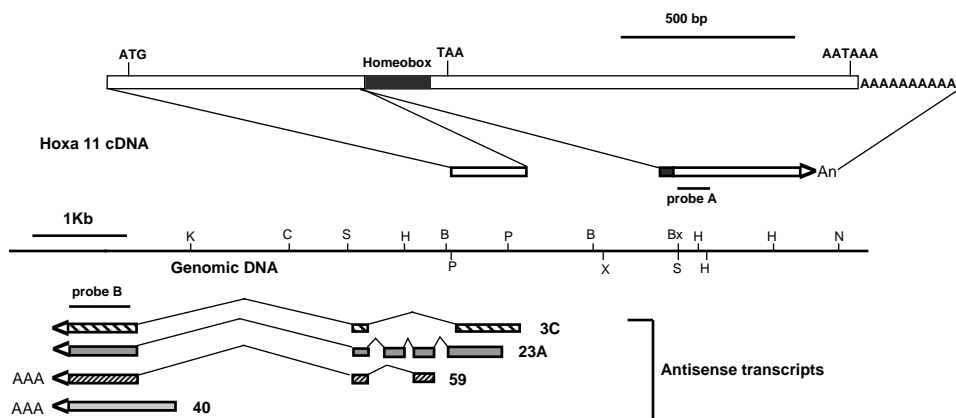 500 bp
ATG
Homeobox
TAA
AATAAA
AAAAAAAAAA
Hoxa 11 cDNA
An
probe A
1Kb
K C S H B P B Bx H H N
P X S H
Genomic DNA
probe B
3C
23A
AAA 59
Antisense transcripts
AAA 40